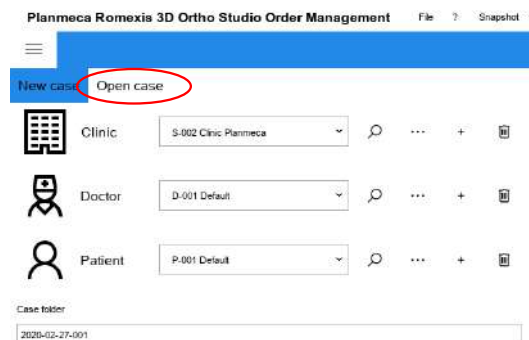 Planmeca Romexis 3D Ortho Studio Order Management File ? Snapshot
New case Open case
Clinic S-002 Clinic Planmeca ... +
Doctor D-001 Default ... +
Patient P-001 Default ... +
Case folder
2020-02-27-001